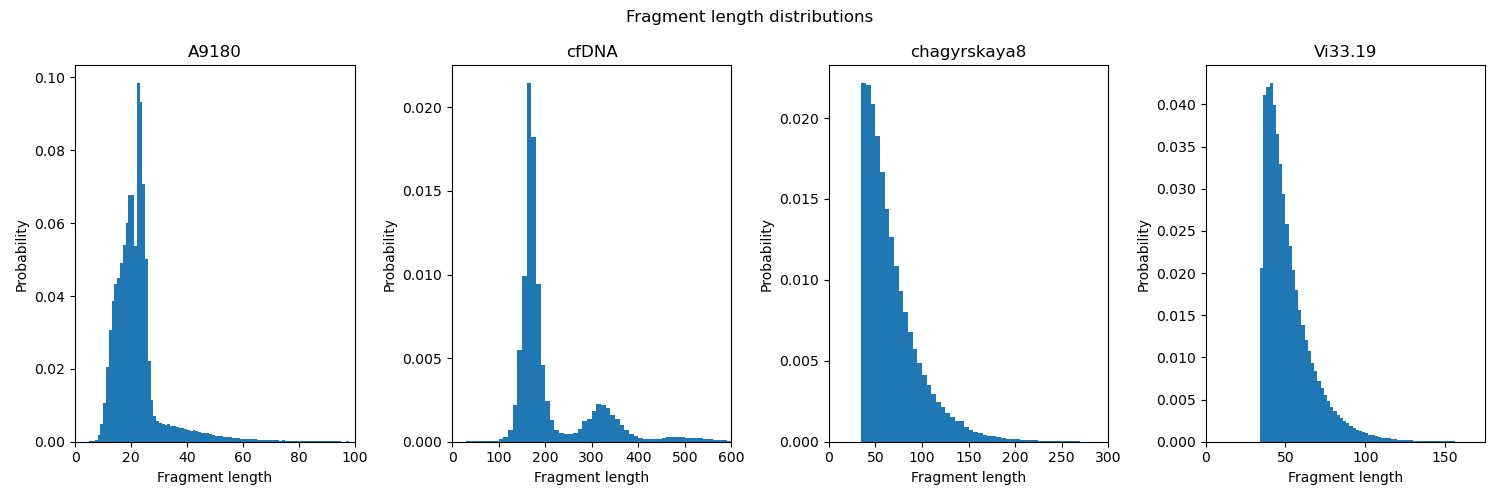 Fragment length distributions
A9180
0.10
0.08
0.06
0.04
0.02
0.00
Probability
0 20 40 60 80 100
Fragment length
cfDNA
0.020
0.015
0.010
0.005
0.000
Probability
0 100 200 300 400 500 600
Fragment length
chagyrskaya8
0.020
0.015
0.010
0.005
0.000
Probability
0 50 100 150 200 250 300
Fragment length
Vi33.19
0.040
0.035
0.030
0.025
0.020
0.015
0.010
0.005
0.000
Probability
0 50 100 150
Fragment length